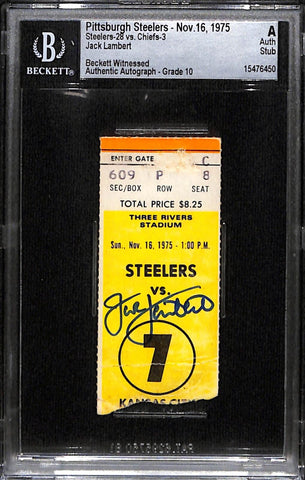 B
BECKETT
Pittsburgh Steelers - Nov.16, 1975
Steelers-28 vs. Chiefs-3
Jack Lambert
Beckett Witnessed
Authentic Autograph - Grade 10
A
Auth
Stub
15476450
ENTER GATE C
609 P 8
SEC/BOX ROW SEAT
TOTAL PRICE $8.25
THREE RIVERS
STADIUM
Sun., Nov. 16, 1975 - 1:00 P.M.
STEELERS
VS.
Jack Lambert
7
KANSAS CITY